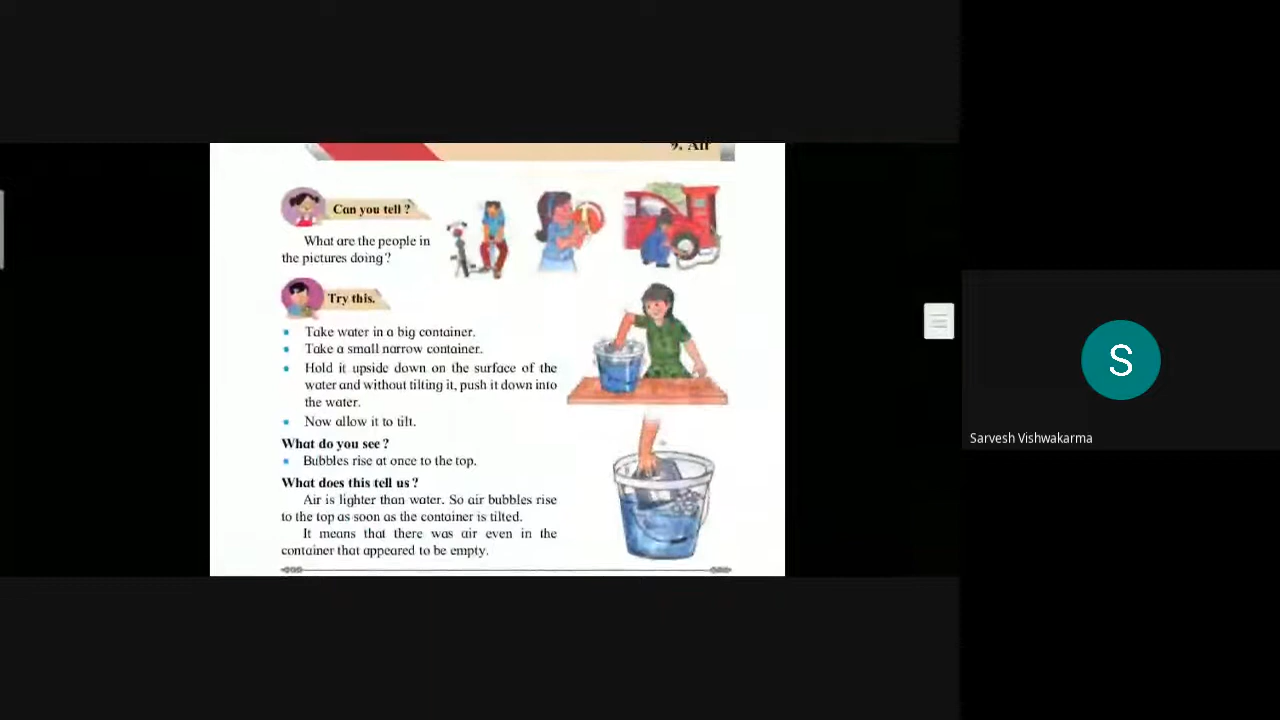 9. Air
Can you tell ?
What are the people in
the pictures doing ?
Try this.
Take water in a big container.
Take a small narrow container.
Hold it upside down on the surface of the
water and without tilting it, push it down into
the water.
Now allow it to tilt.
What do you see ?
Bubbles rise at once to the top.
What does this tell us ?
Air is lighter than water. So air bubbles rise
to the top as soon as the container is tilted.
It means that there was air even in the
container that appeared to be empty.
S
Sarvesh Vishwakarma